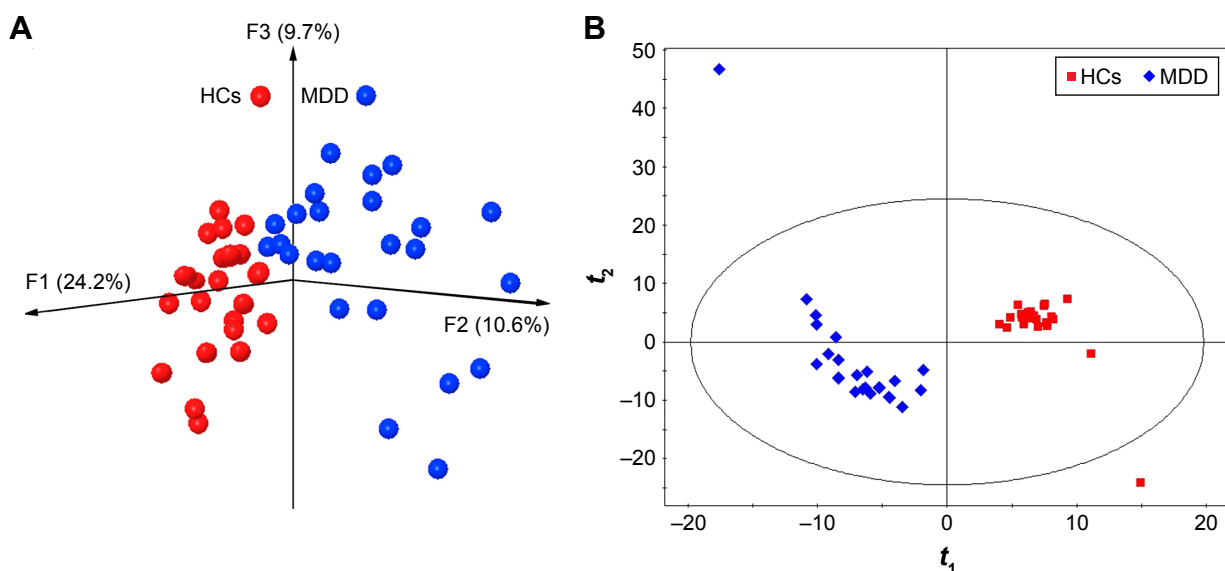 A
F3 (9.7%)
HCs MDD
F1 (24.2%)
F2 (10.6%)
B
50
40
30
20
10
0
–10
–20
t2
HCs MDD
–20 –10 0 10 20
t1